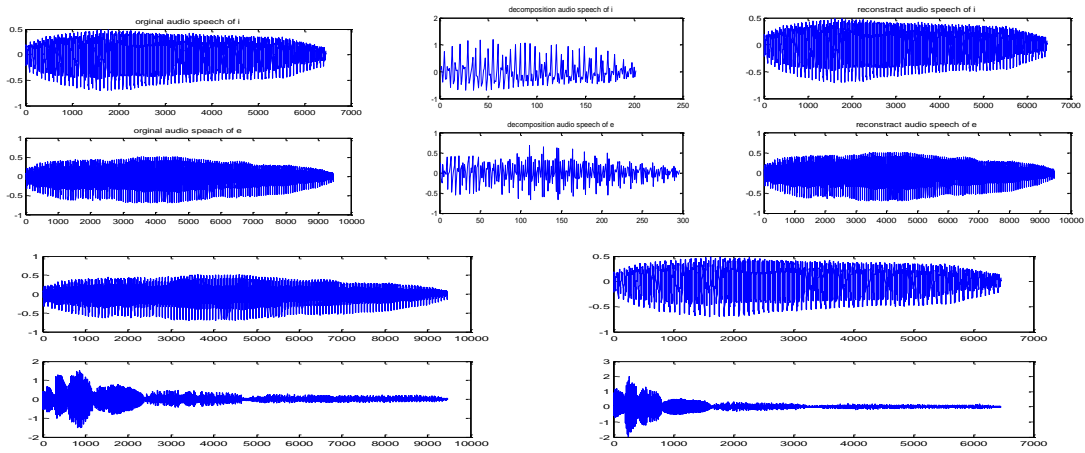 orginal audio speech of i
decomposition audio speech of i
reconstract audio speech of i
0.5
0
-0.5
-1
0 1000 2000 3000 4000 5000 6000 7000
2
1
0
-1
0 50 100 150 200 250
0.5
0
-0.5
-1
0 1000 2000 3000 4000 5000 6000 7000
orginal audio speach of e
decomposition audio speech of e
reconstract audio speech of e
1
0.5
0
-0.5
-1
0 1000 2000 3000 4000 5000 6000 7000 8000 9000 10000
1
0.5
0
-0.5
-1
0 50 100 150 200 250 300
1
0.5
0
-0.5
-1
0 1000 2000 3000 4000 5000 6000 7000 8000 9000 10000
1
0.5
0
-0.5
-1
0 1000 2000 3000 4000 5000 6000 7000 8000 9000 10000
0.5
0
-0.5
-1
0 1000 2000 3000 4000 5000 6000 7000
2
1
0
-1
-2
0 1000 2000 3000 4000 5000 6000 7000 8000 9000 10000
3
2
1
0
-1
-2
0 1000 2000 3000 4000 5000 6000 7000